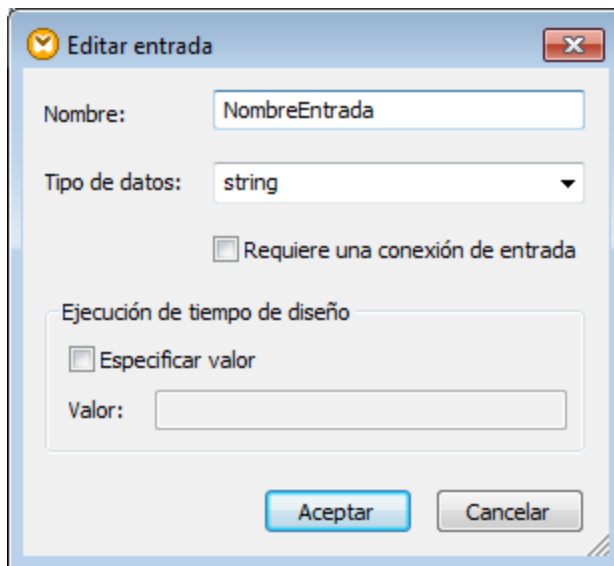 Editar entrada
Nombre: NombreEntrada
Tipo de datos: string
Requiere una conexión de entrada
Ejecución de tiempo de diseño
Especificar valor
Valor:
Aceptar Cancelar